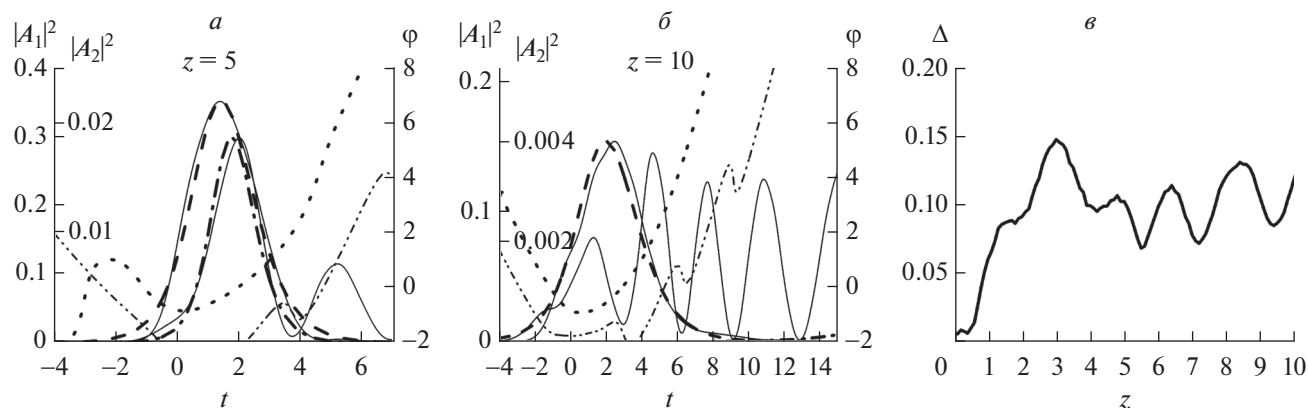 а
|A₁|² |A₂|² φ
z = 5
0.4 8
0.02 6
0.3 4
0.2 2
0.01 0
0.1
0 −2
−4 −2 0 2 4 6
t
б
|A₁|² |A₂|² φ
z = 10
0.2 8
6
0.004 4
0.1 2
0.002 0
0 −2
−4 −2 0 2 4 6 8 10 12 14
t
в
Δ
0.20
0.15
0.10
0.05
0 1 2 3 4 5 6 7 8 9 10
z